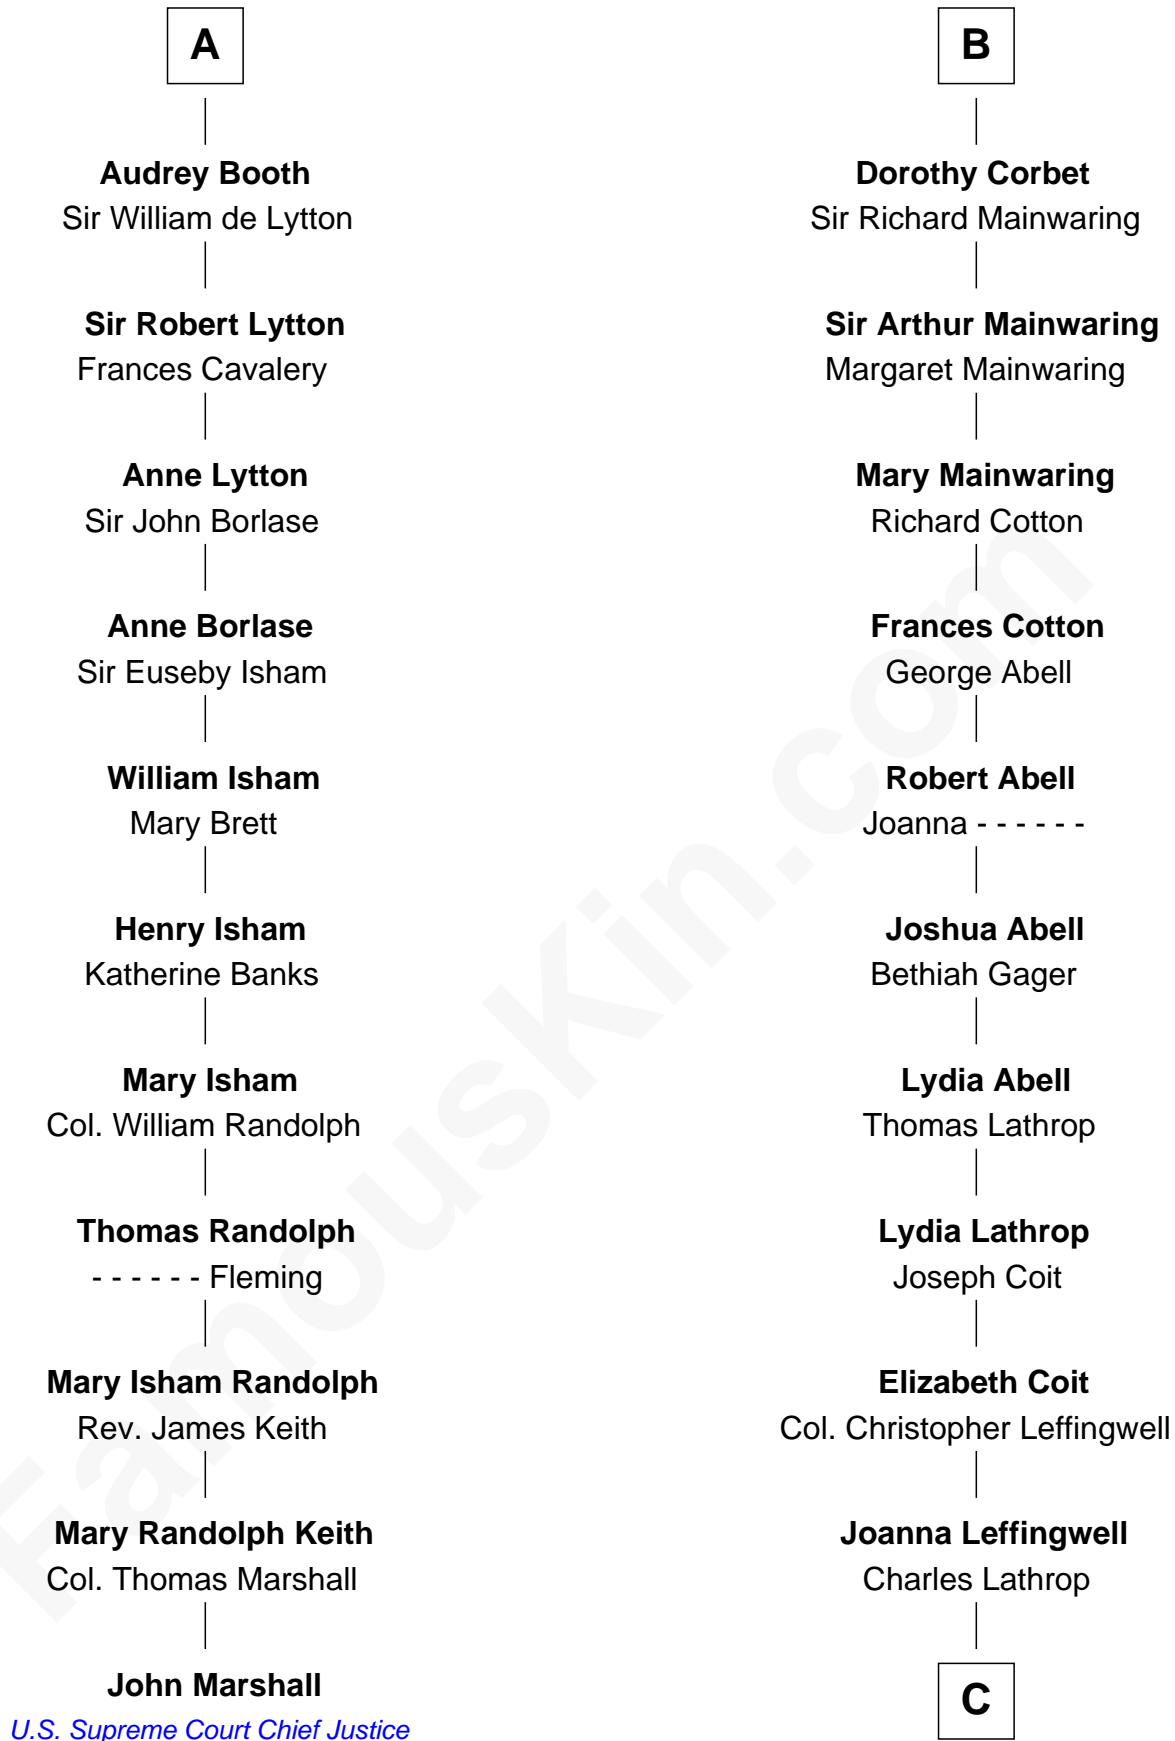 A
Audrey Booth
Sir William de Lytton
Sir Robert Lytton
Frances Cavalery
Anne Lytton
Sir John Borlase
Anne Borlase
Sir Euseby Isham
William Isham
Mary Brett
Henry Isham
Katherine Banks
Mary Isham
Col. William Randolph
Thomas Randolph
- - - - - - Fleming
Mary Isham Randolph
Rev. James Keith
Mary Randolph Keith
Col. Thomas Marshall
John Marshall
U.S. Supreme Court Chief Justice
B
Dorothy Corbet
Sir Richard Mainwaring
Sir Arthur Mainwaring
Margaret Mainwaring
Mary Mainwaring
Richard Cotton
Frances Cotton
George Abell
Robert Abell
Joanna - - - - - -
Joshua Abell
Bethiah Gager
Lydia Abell
Thomas Lathrop
Lydia Lathrop
Joseph Coit
Elizabeth Coit
Col. Christopher Leffingwell
Joanna Leffingwell
Charles Lathrop
C
FamousKin.com